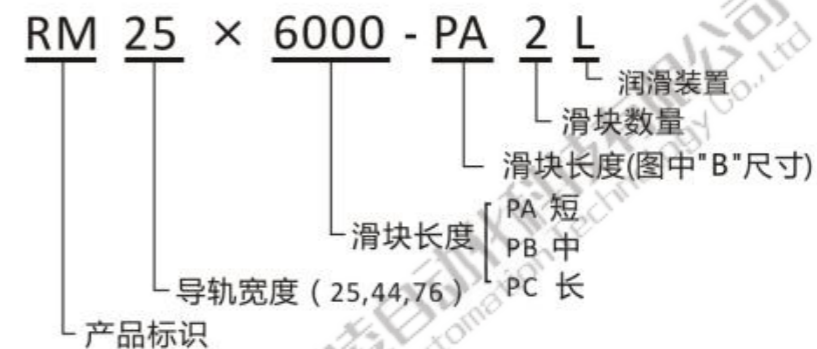 RM 25 × 6000 - PA 2 L
润滑装置
滑块数量
滑块长度(图中"B"尺寸)
滑块长度
PA 短
PB 中
PC 长
导轨宽度(25,44,76)
产品标识